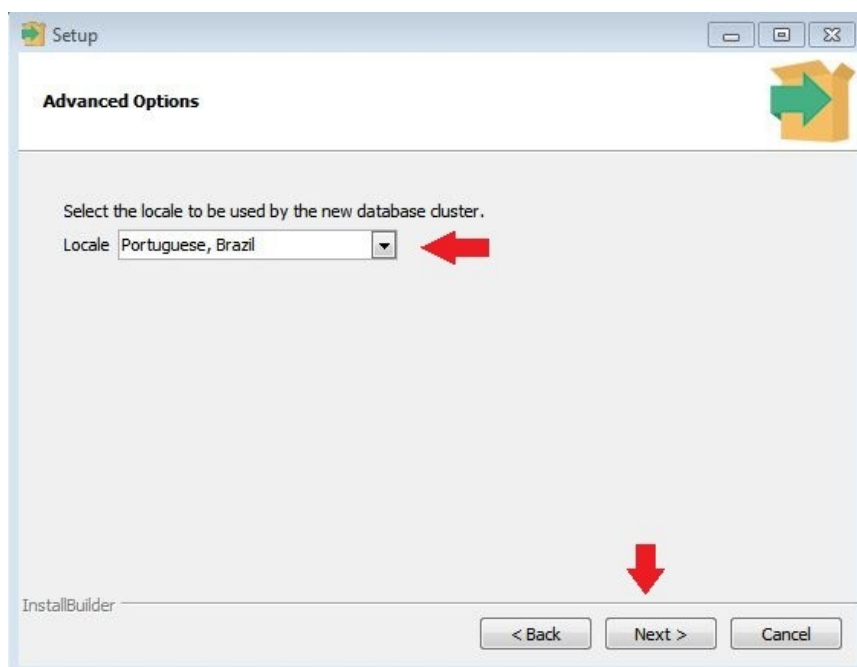 Setup
Advanced Options
Select the locale to be used by the new database cluster.
Locale Portuguese, Brazil
InstallBuilder
< Back Next > Cancel